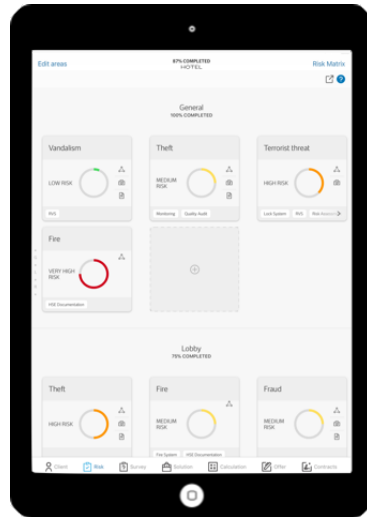 Edit areas
87% COMPLETED
HOTEL
Risk Matrix
?
General
100% COMPLETED
Vandalism
LOW RISK
RVS
Theft
MEDIUM
RISK
Monitoring
Quality Audit
Terrorist threat
HIGH RISK
Lock System
RVS
Fire
VERY HIGH
RISK
HSE Documentation
Lobby
75% COMPLETED
Theft
HIGH RISK
Fire
MEDIUM
RISK
Fire System
HSE Documentation
Fraud
MEDIUM
RISK
Client
Risk
Survey
Solution
Calculation
Offer
Contracts